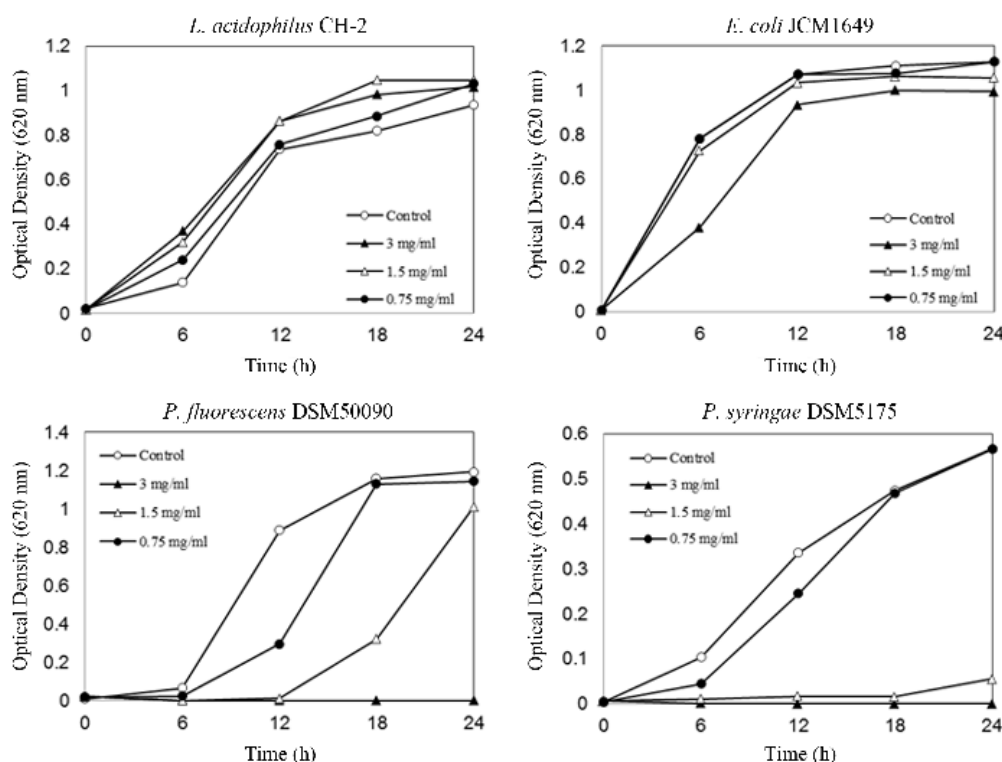 L. acidophilus CH-2
Optical Density (620 nm)
1.2
1
0.8
0.6
0.4
0.2
0
Control
3 mg/ml
1.5 mg/ml
0.75 mg/ml
0 6 12 18 24
Time (h)
E. coli JCM1649
Optical Density (620 nm)
1.2
1
0.8
0.6
0.4
0.2
0
Control
3 mg/ml
1.5 mg/ml
0.75 mg/ml
0 6 12 18 24
Time (h)
P. fluorescens DSM50090
Optical Density (620 nm)
1.4
1.2
1
0.8
0.6
0.4
0.2
0
Control
3 mg/ml
1.5 mg/ml
0.75 mg/ml
0 6 12 18 24
Time (h)
P. syringae DSM5175
Optical Density (620 nm)
0.6
0.5
0.4
0.3
0.2
0.1
0
Control
3 mg/ml
1.5 mg/ml
0.75 mg/ml
0 6 12 18 24
Time (h)